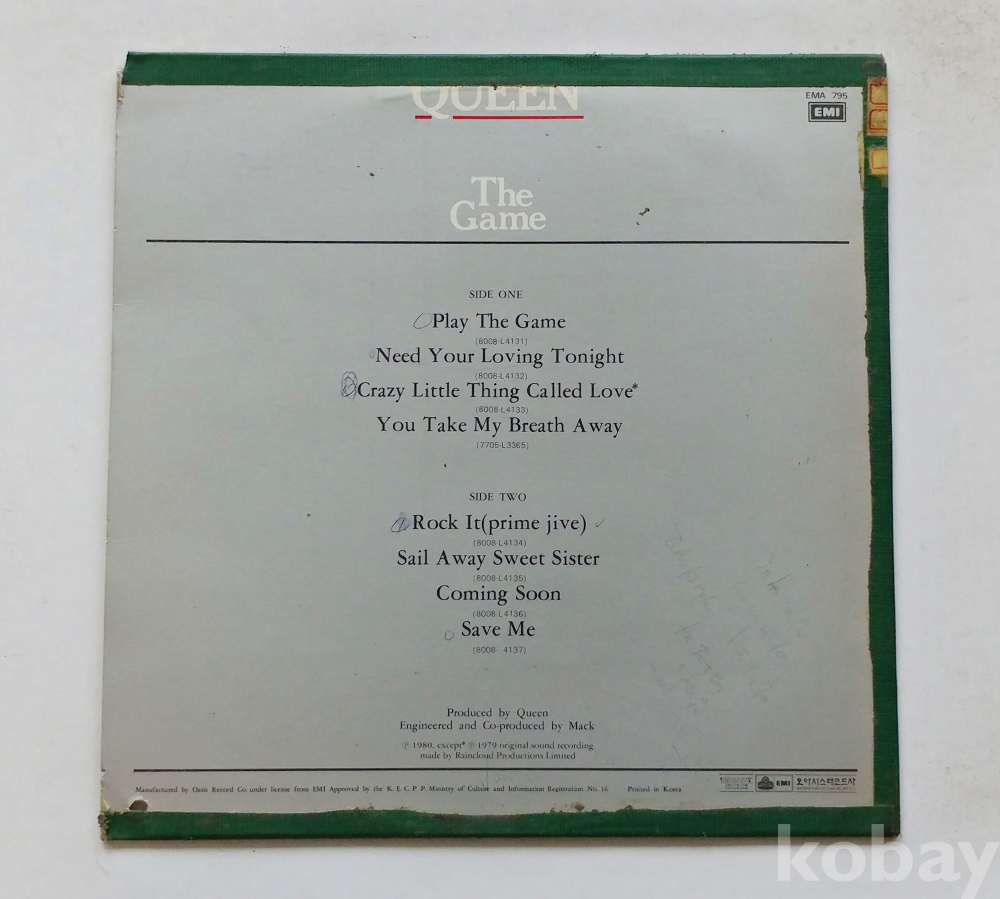 QUEEN
EMA 795
EMI
The
Game
SIDE ONE
Play The Game
(8008-L4131)
Need Your Loving Tonight
(8008-L4132)
Crazy Little Thing Called Love*
(8008-L4133)
You Take My Breath Away
(7705-L3365)
SIDE TWO
Rock It(prime jive)
(8008-L4134)
Sail Away Sweet Sister
(8008-L4135)
Coming Soon
(8008-L4136)
Save Me
(8008- 4137)
Produced by Queen
Engineered and Co-produced by Mack
℗ 1980, except* ℗ 1979 original sound recording
made by Raincloud Productions Limited
Manufactured by Oasis Record Co. under license from EMI Approved by the K. E. C. P. P. Ministry of Culture and Information Registration No. 16 Printed in Korea
EMI
kobay